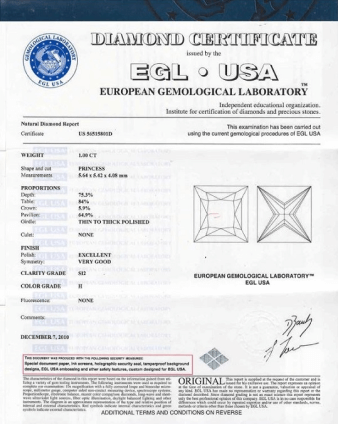 GEMOLOGICAL LABORATORY
EGL USA
DIAMOND CERTIFICATE
issued by the
EGL • USA
EUROPEAN GEMOLOGICAL LABORATORY™
Independent educational organization.
Institute for certification of diamonds and precious stones.
Natural Diamond Report
Certificate US 56515801D
This examination has been carried out
using the current gemological procedures of EGL USA
WEIGHT 1.00 CT
Shape and cut PRINCESS
Measurements 5.64 x 5.42 x 4.08 mm
PROPORTIONS
Depth: 75.3%
Table: 84%
Crown: 5.9%
Pavilion: 64.9%
Girdle: THIN TO THICK POLISHED
Culet: NONE
FINISH
Polish: EXCELLENT
Symmetry: VERY GOOD
CLARITY GRADE SI2
COLOR GRADE H
Fluorescence NONE
Comments:
EUROPEAN GEMOLOGICAL LABORATORY™
EGL USA
DECEMBER 7, 2010
THIS DOCUMENT WAS PROVIDED WITH THE FOLLOWING SECURITY MEASURES:
Special document paper, ink screens, holographic security seal, tamperproof background
designs, EGL USA embossing and other safety features, custom designed for EGL USA.
ORIGINAL
ADDITIONAL TERMS AND CONDITIONS ON REVERSE